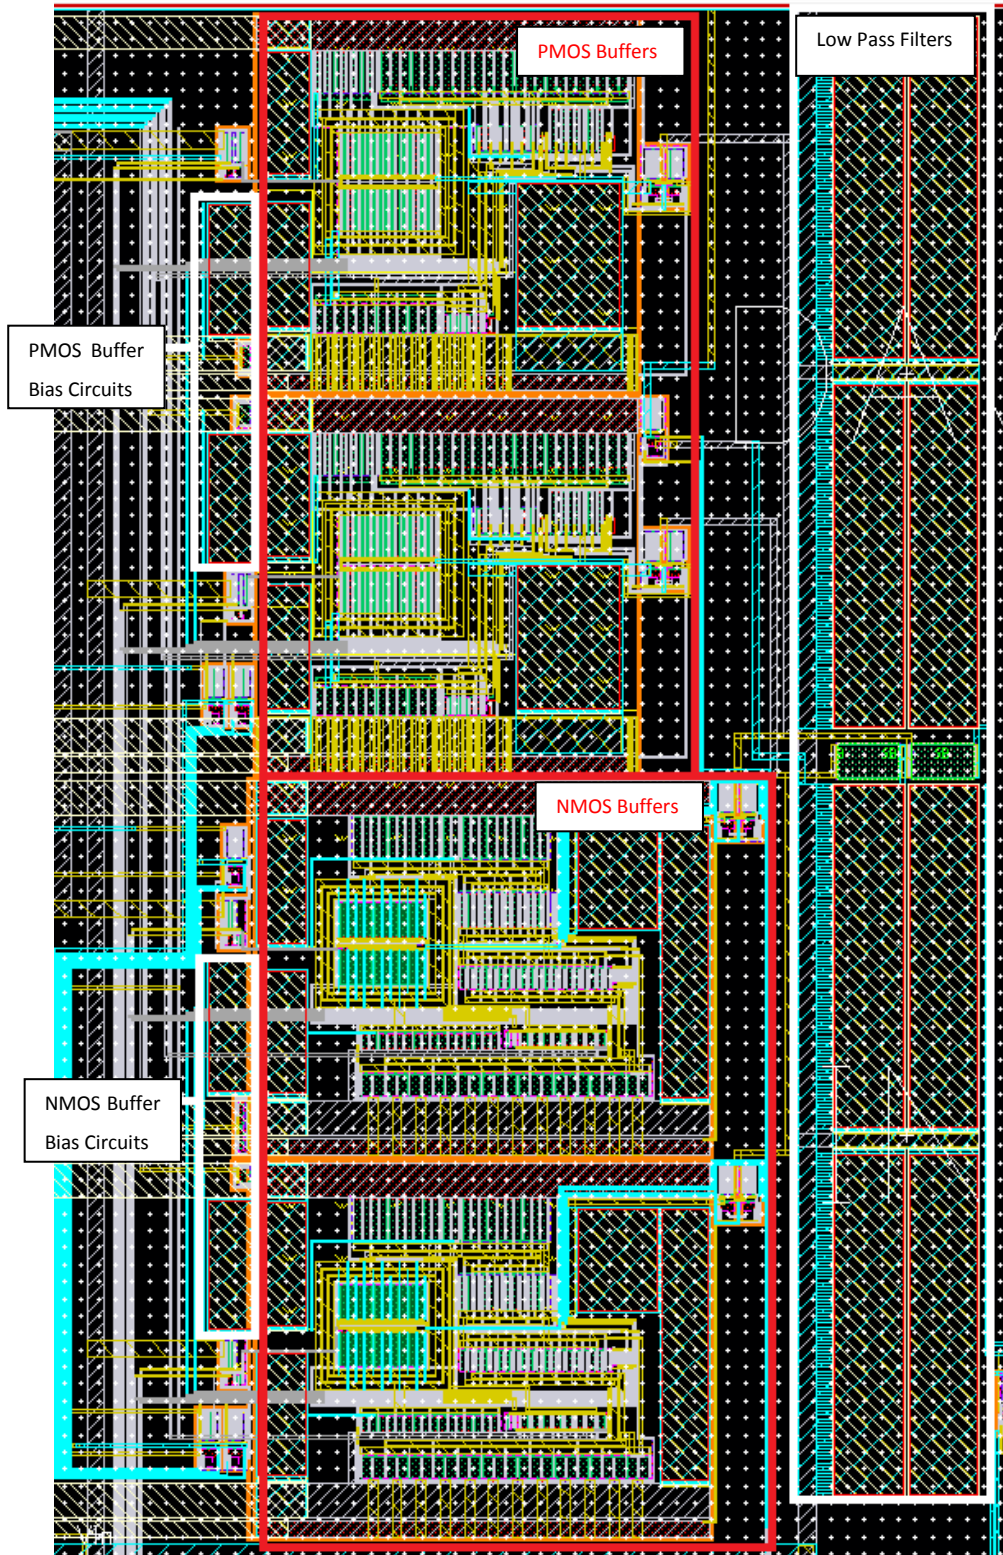 PMOS Buffers
Low Pass Filters
PMOS Buffer
Bias Circuits
NMOS Buffers
NMOS Buffer
Bias Circuits